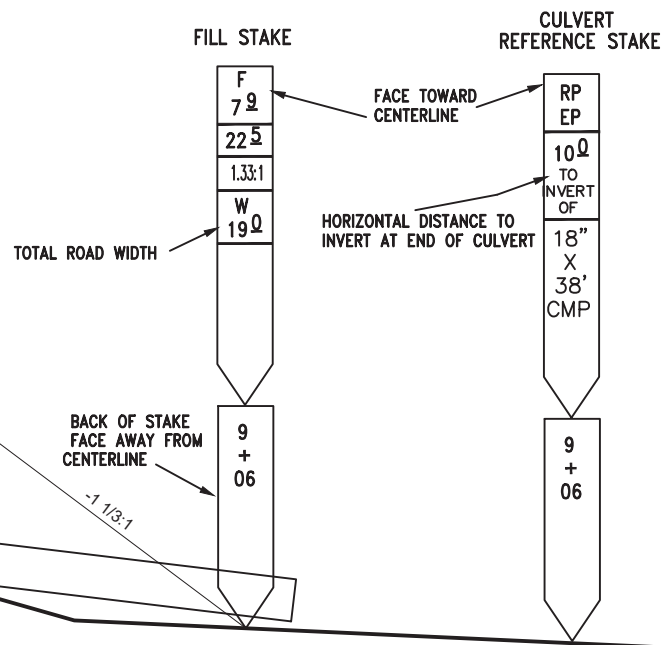 FILL STAKE
CULVERT
REFERENCE STAKE
F
7 9
22 5
1.33:1
W
19 0
FACE TOWARD
CENTERLINE
RP
EP
10 0
TO
INVERT
OF
18"
X
38'
CMP
HORIZONTAL DISTANCE TO
INVERT AT END OF CULVERT
TOTAL ROAD WIDTH
BACK OF STAKE
FACE AWAY FROM
CENTERLINE
9
+
06
9
+
06
-1 1/3:1